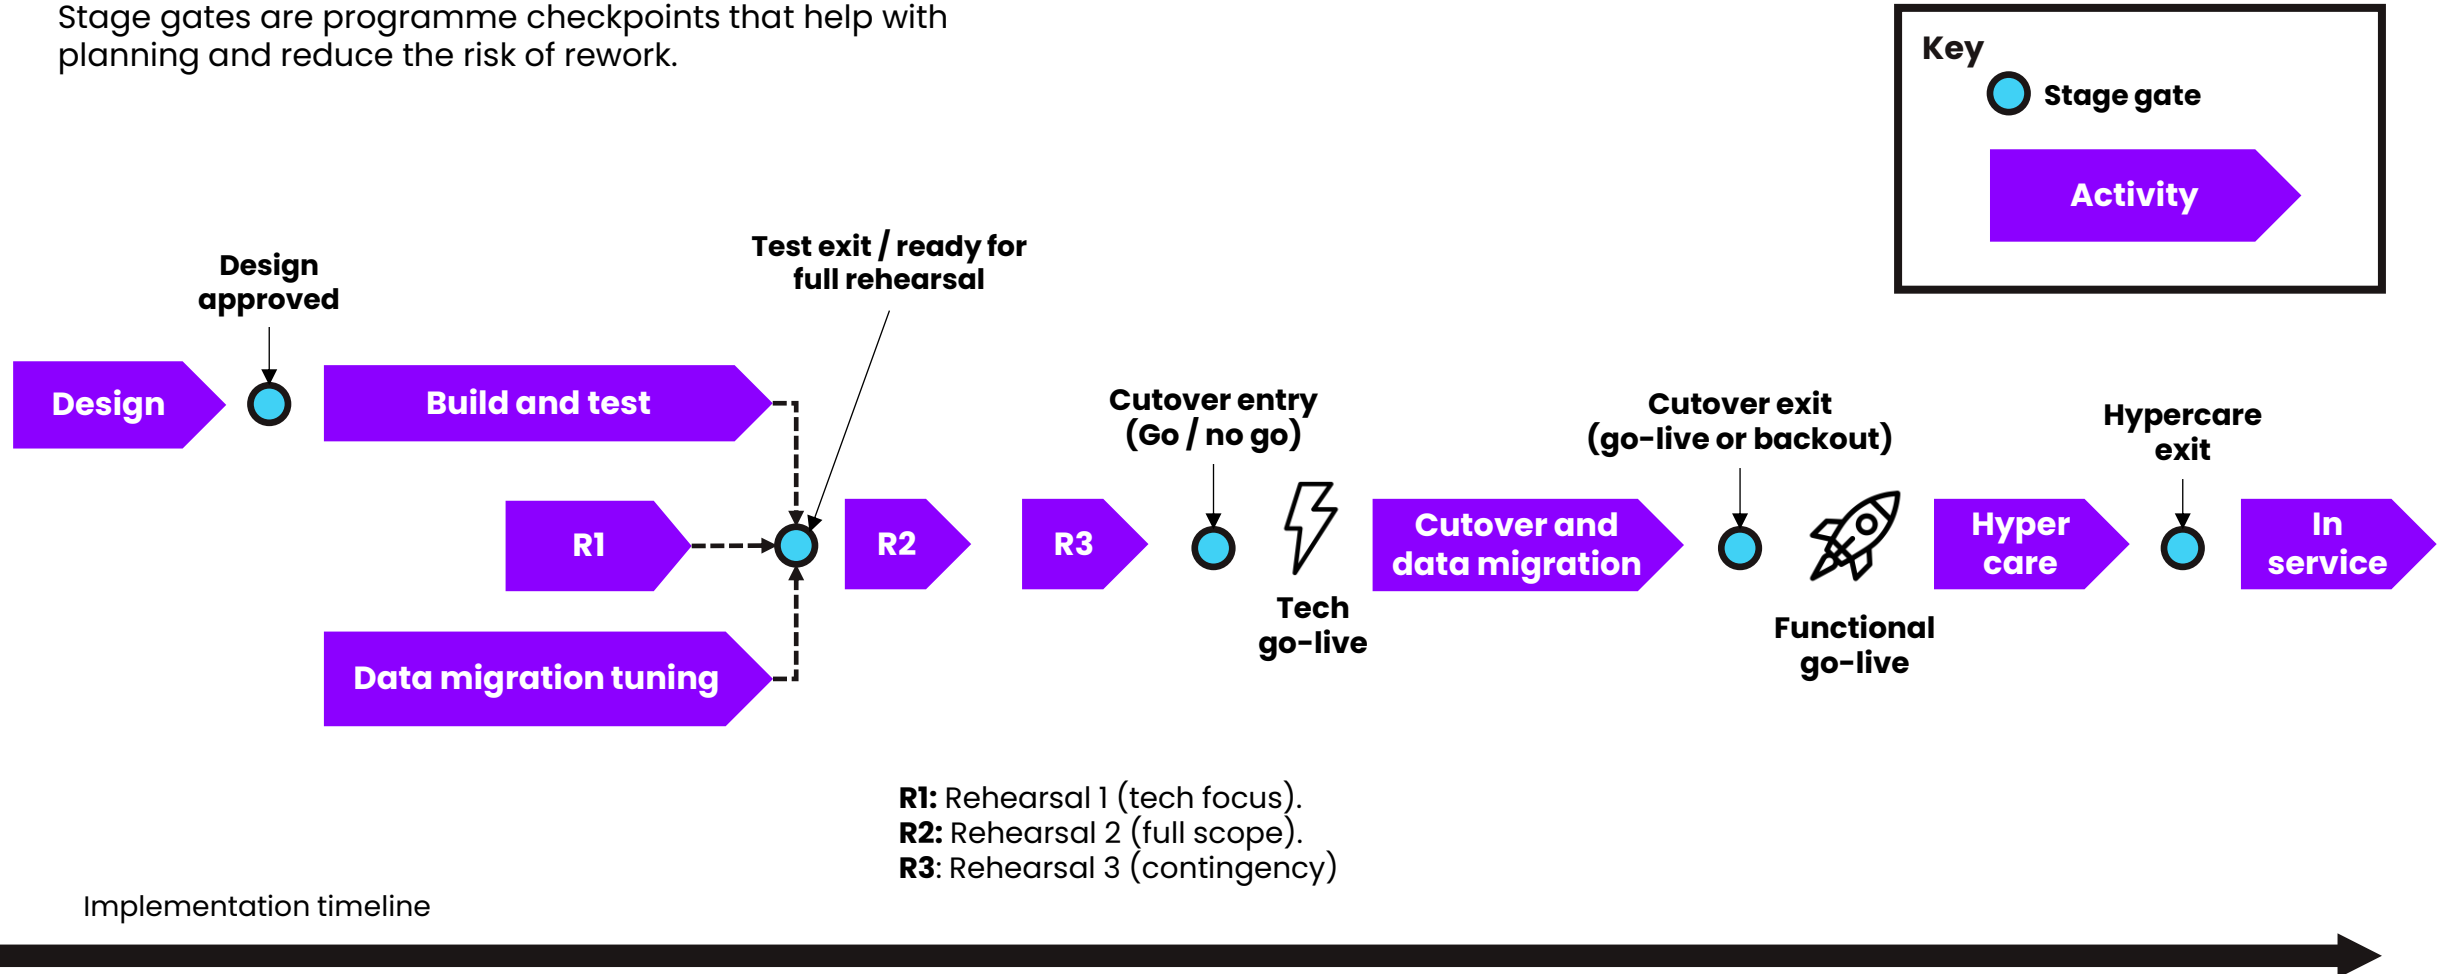 Stage gates are programme checkpoints that help with
planning and reduce the risk of rework.
Key
Stage gate
Activity
Test exit / ready for
full rehearsal
Design
approved
Design
Build and test
Cutover entry
(Go / no go)
Cutover exit
(go-live or backout)
Hypercare
exit
R1
R2
R3
Cutover and
data migration
Hyper
care
In
service
Tech
go-live
Functional
go-live
Data migration tuning
R1: Rehearsal 1 (tech focus).
R2: Rehearsal 2 (full scope).
R3: Rehearsal 3 (contingency)
Implementation timeline